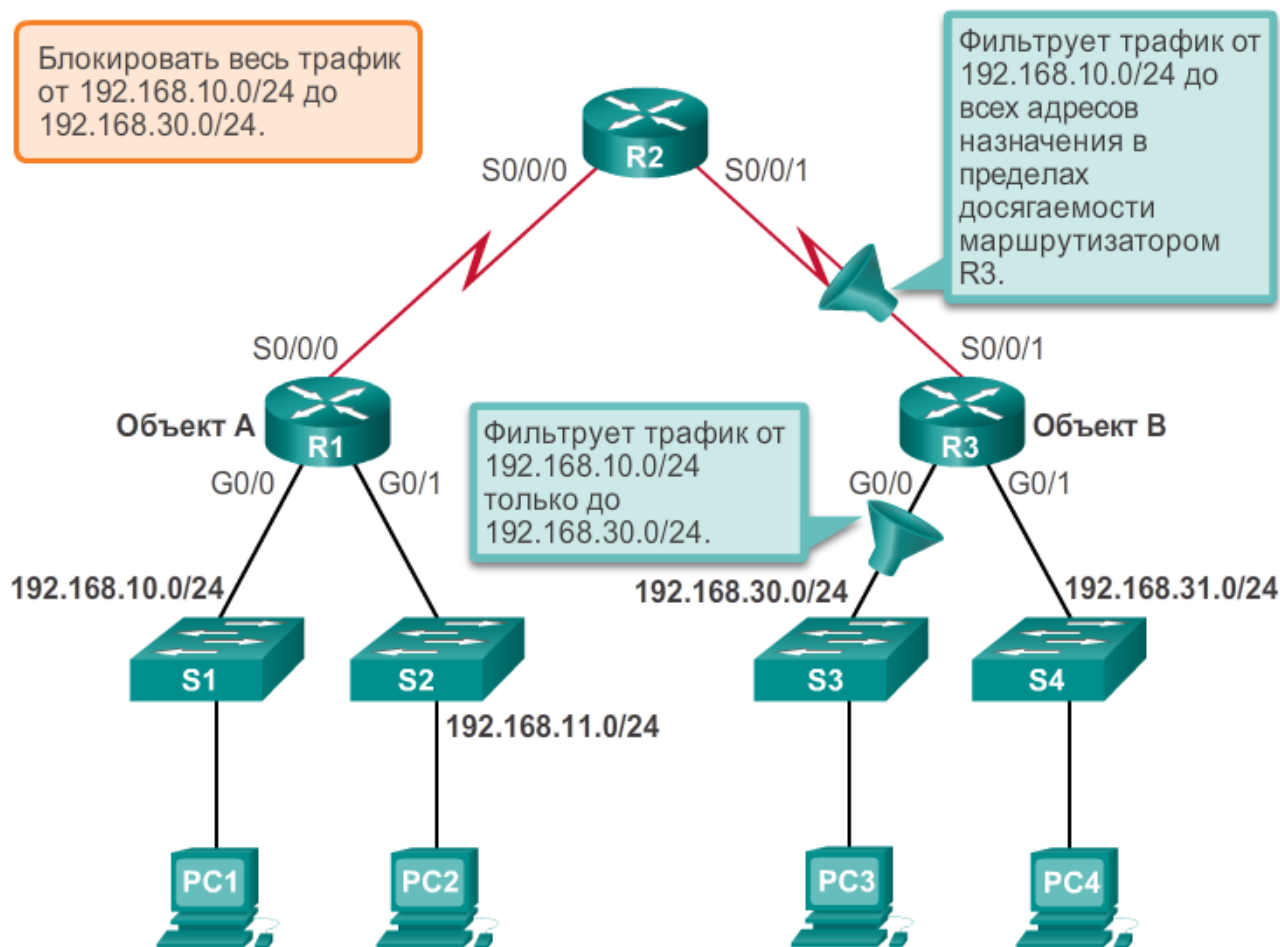 Блокировать весь трафик
от 192.168.10.0/24 до
192.168.30.0/24.
Фильтрует трафик от
192.168.10.0/24 до
всех адресов
назначения в
пределах
досягаемости
маршрутизатором
R3.
R2
S0/0/0
S0/0/1
S0/0/0
S0/0/1
Объект A
R1
Фильтрует трафик от
192.168.10.0/24
только до
192.168.30.0/24.
R3
Объект B
G0/0
G0/1
G0/0
G0/1
192.168.10.0/24
192.168.30.0/24
192.168.31.0/24
S1
S2
S3
S4
192.168.11.0/24
PC1
PC2
PC3
PC4